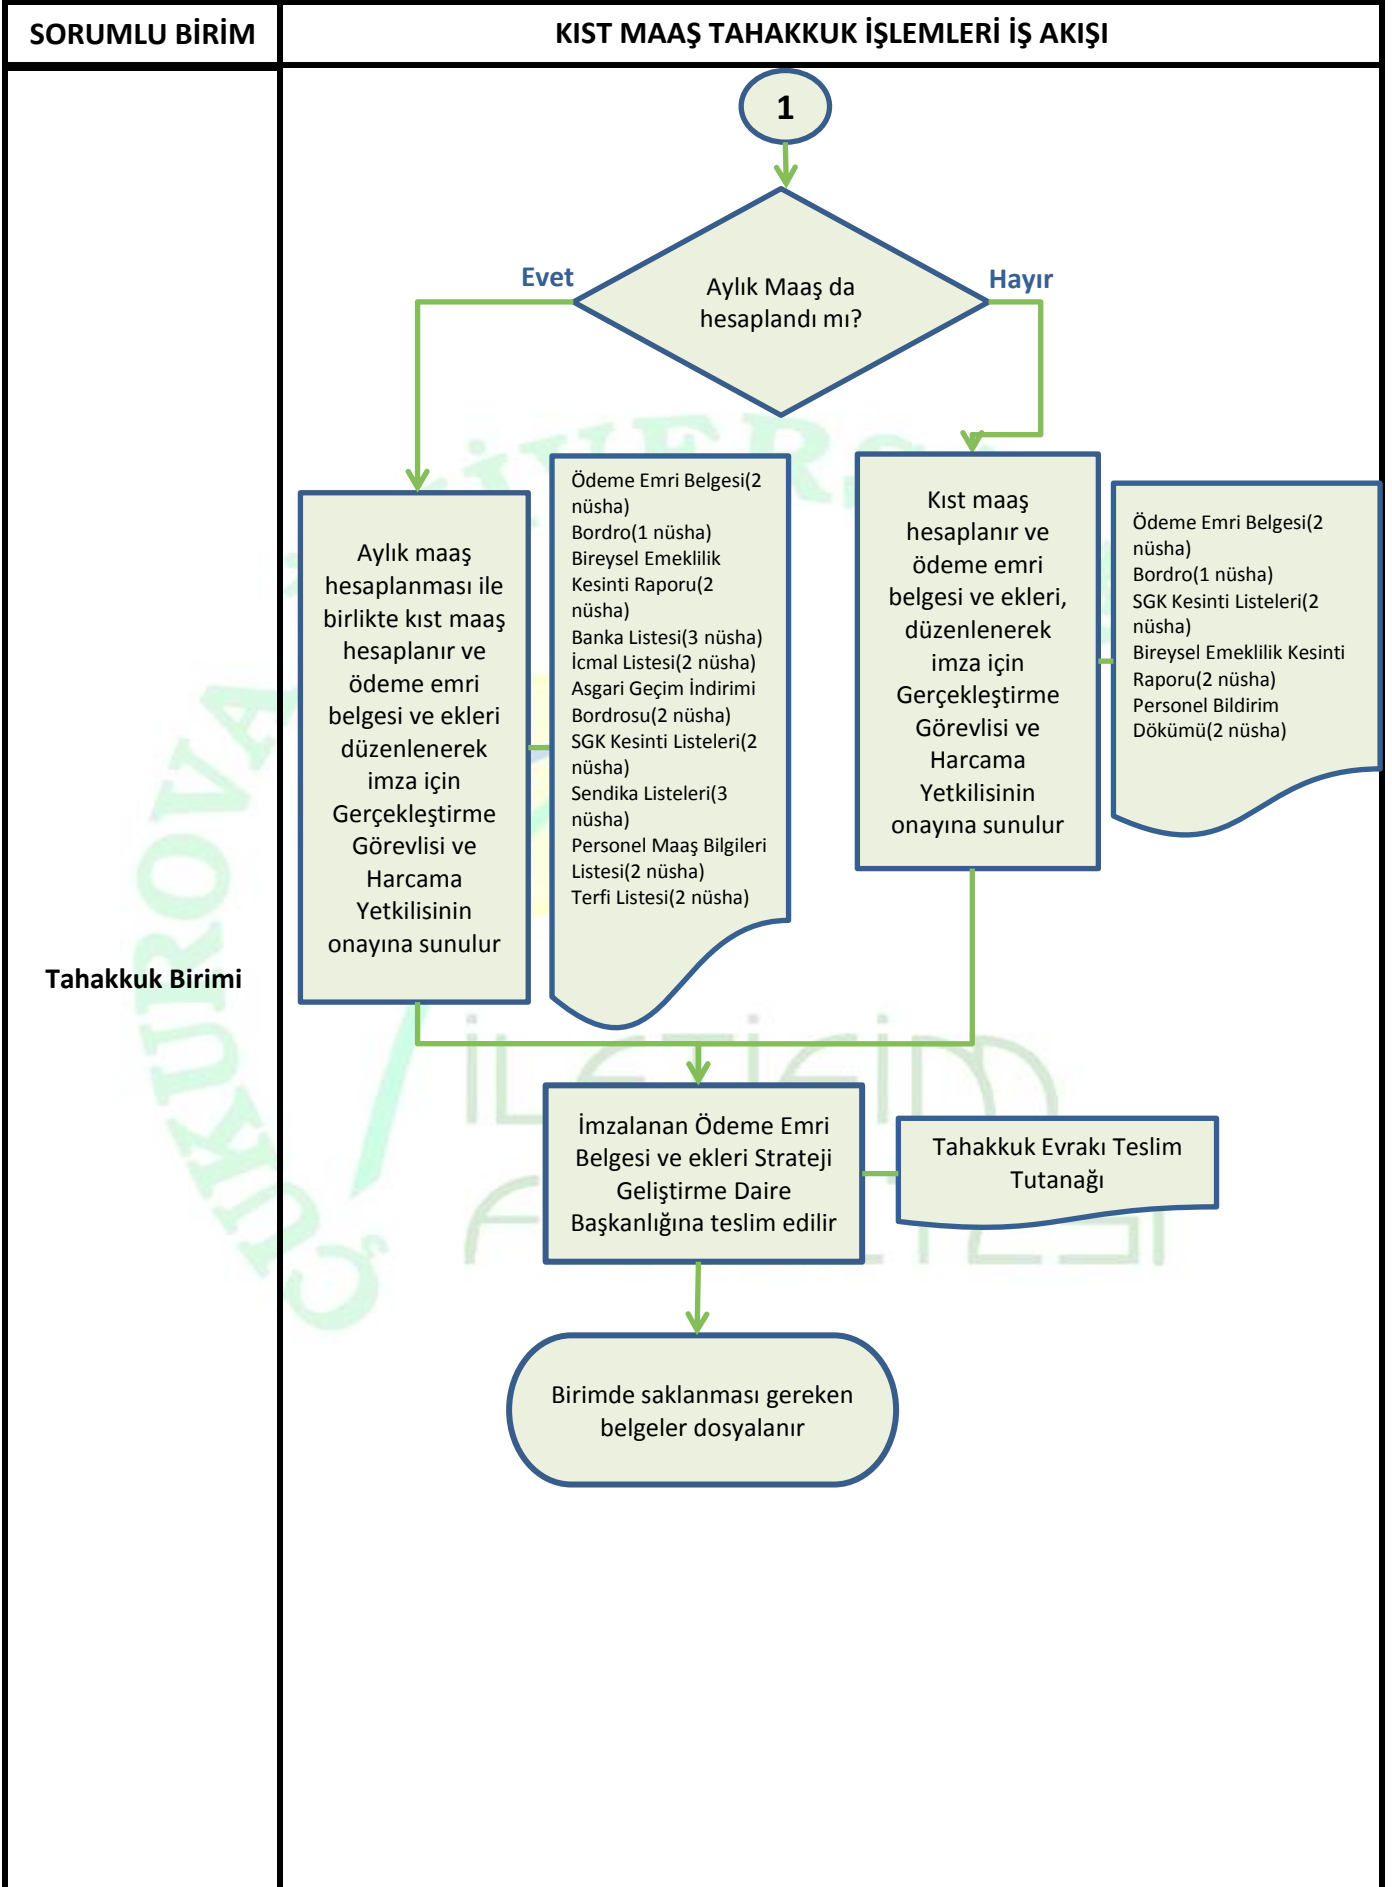 SORUMLU BİRİM
KIST MAAŞ TAHAKKUK İŞLEMLERİ İŞ AKIŞI
1
Aylık Maaş da
hesaplandı mı?
Evet
Hayır
Aylık maaş
hesaplanması ile
birlikte kıst maaş
hesaplanır ve
ödeme emri
belgesi ve ekleri
düzenlenerek
imza için
Gerçekleştirme
Görevlisi ve
Harcama
Yetkilisinin
onayına sunulur
Ödeme Emri Belgesi(2
nüsha)
Bordro(1 nüsha)
Bireysel Emeklilik
Kesinti Raporu(2
nüsha)
Banka Listesi(3 nüsha)
İcmal Listesi(2 nüsha)
Asgari Geçim İndirimi
Bordrosu(2 nüsha)
SGK Kesinti Listeleri(2
nüsha)
Sendika Listeleri(3
nüsha)
Personel Maaş Bilgileri
Listesi(2 nüsha)
Terfi Listesi(2 nüsha)
Kıst maaş
hesaplanır ve
ödeme emri
belgesi ve ekleri,
düzenlenerek
imza için
Gerçekleştirme
Görevlisi ve
Harcama
Yetkilisinin
onayına sunulur
Ödeme Emri Belgesi(2
nüsha)
Bordro(1 nüsha)
SGK Kesinti Listeleri(2
nüsha)
Bireysel Emeklilik Kesinti
Raporu(2 nüsha)
Personel Bildirim
Dökümü(2 nüsha)
Tahakkuk Birimi
İmzalanan Ödeme Emri
Belgesi ve ekleri Strateji
Geliştirme Daire
Başkanlığına teslim edilir
Tahakkuk Evrakı Teslim
Tutanağı
Birimde saklanması gereken
belgeler dosyalanır
ÇUKUROVA
İLETİŞİM